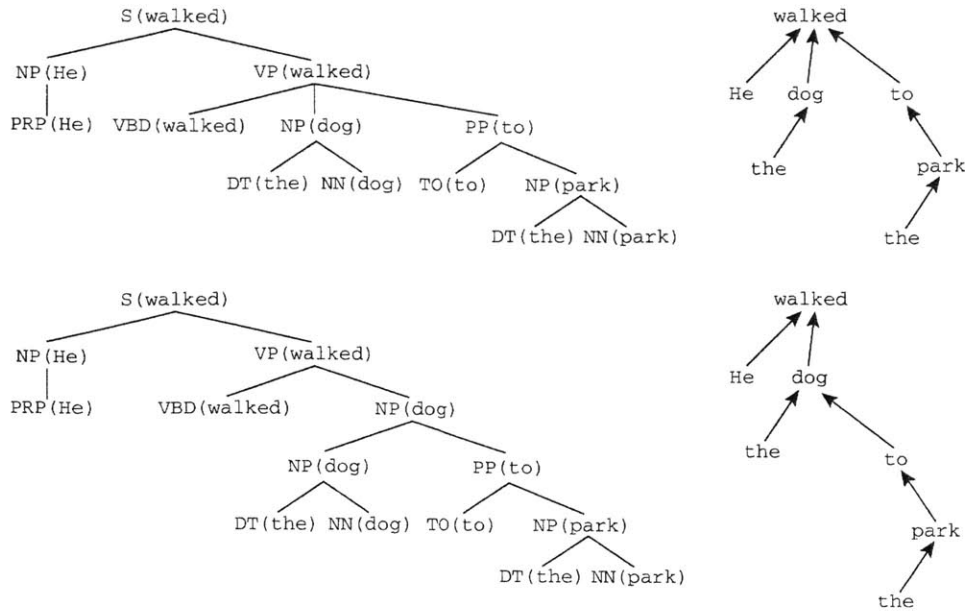 S(walked) walked
NP(He) VP(walked)
He dog to
PRP(He) VBD(walked) NP(dog) PP(to)
the park
DT(the) NN(dog) TO(to) NP(park)
DT(the) NN(park) the
S(walked) walked
NP(He) VP(walked)
He dog
PRP(He) VBD(walked) NP(dog)
the to
NP(dog) PP(to)
DT(the) NN(dog) TO(to) NP(park) park
DT(the) NN(park)
the